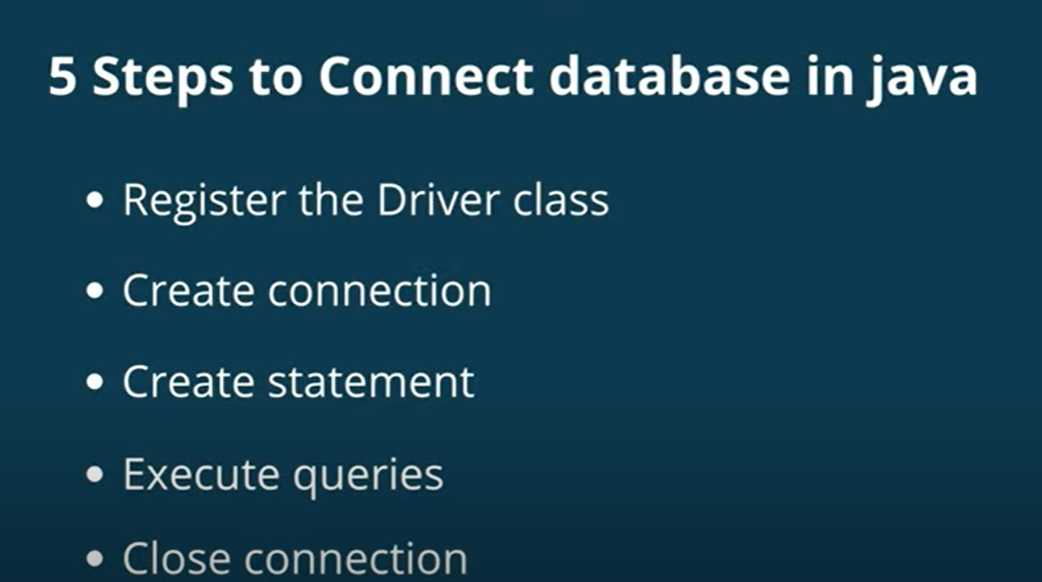 5 Steps to Connect database in java
• Register the Driver class
• Create connection
• Create statement
• Execute queries
• Close connection